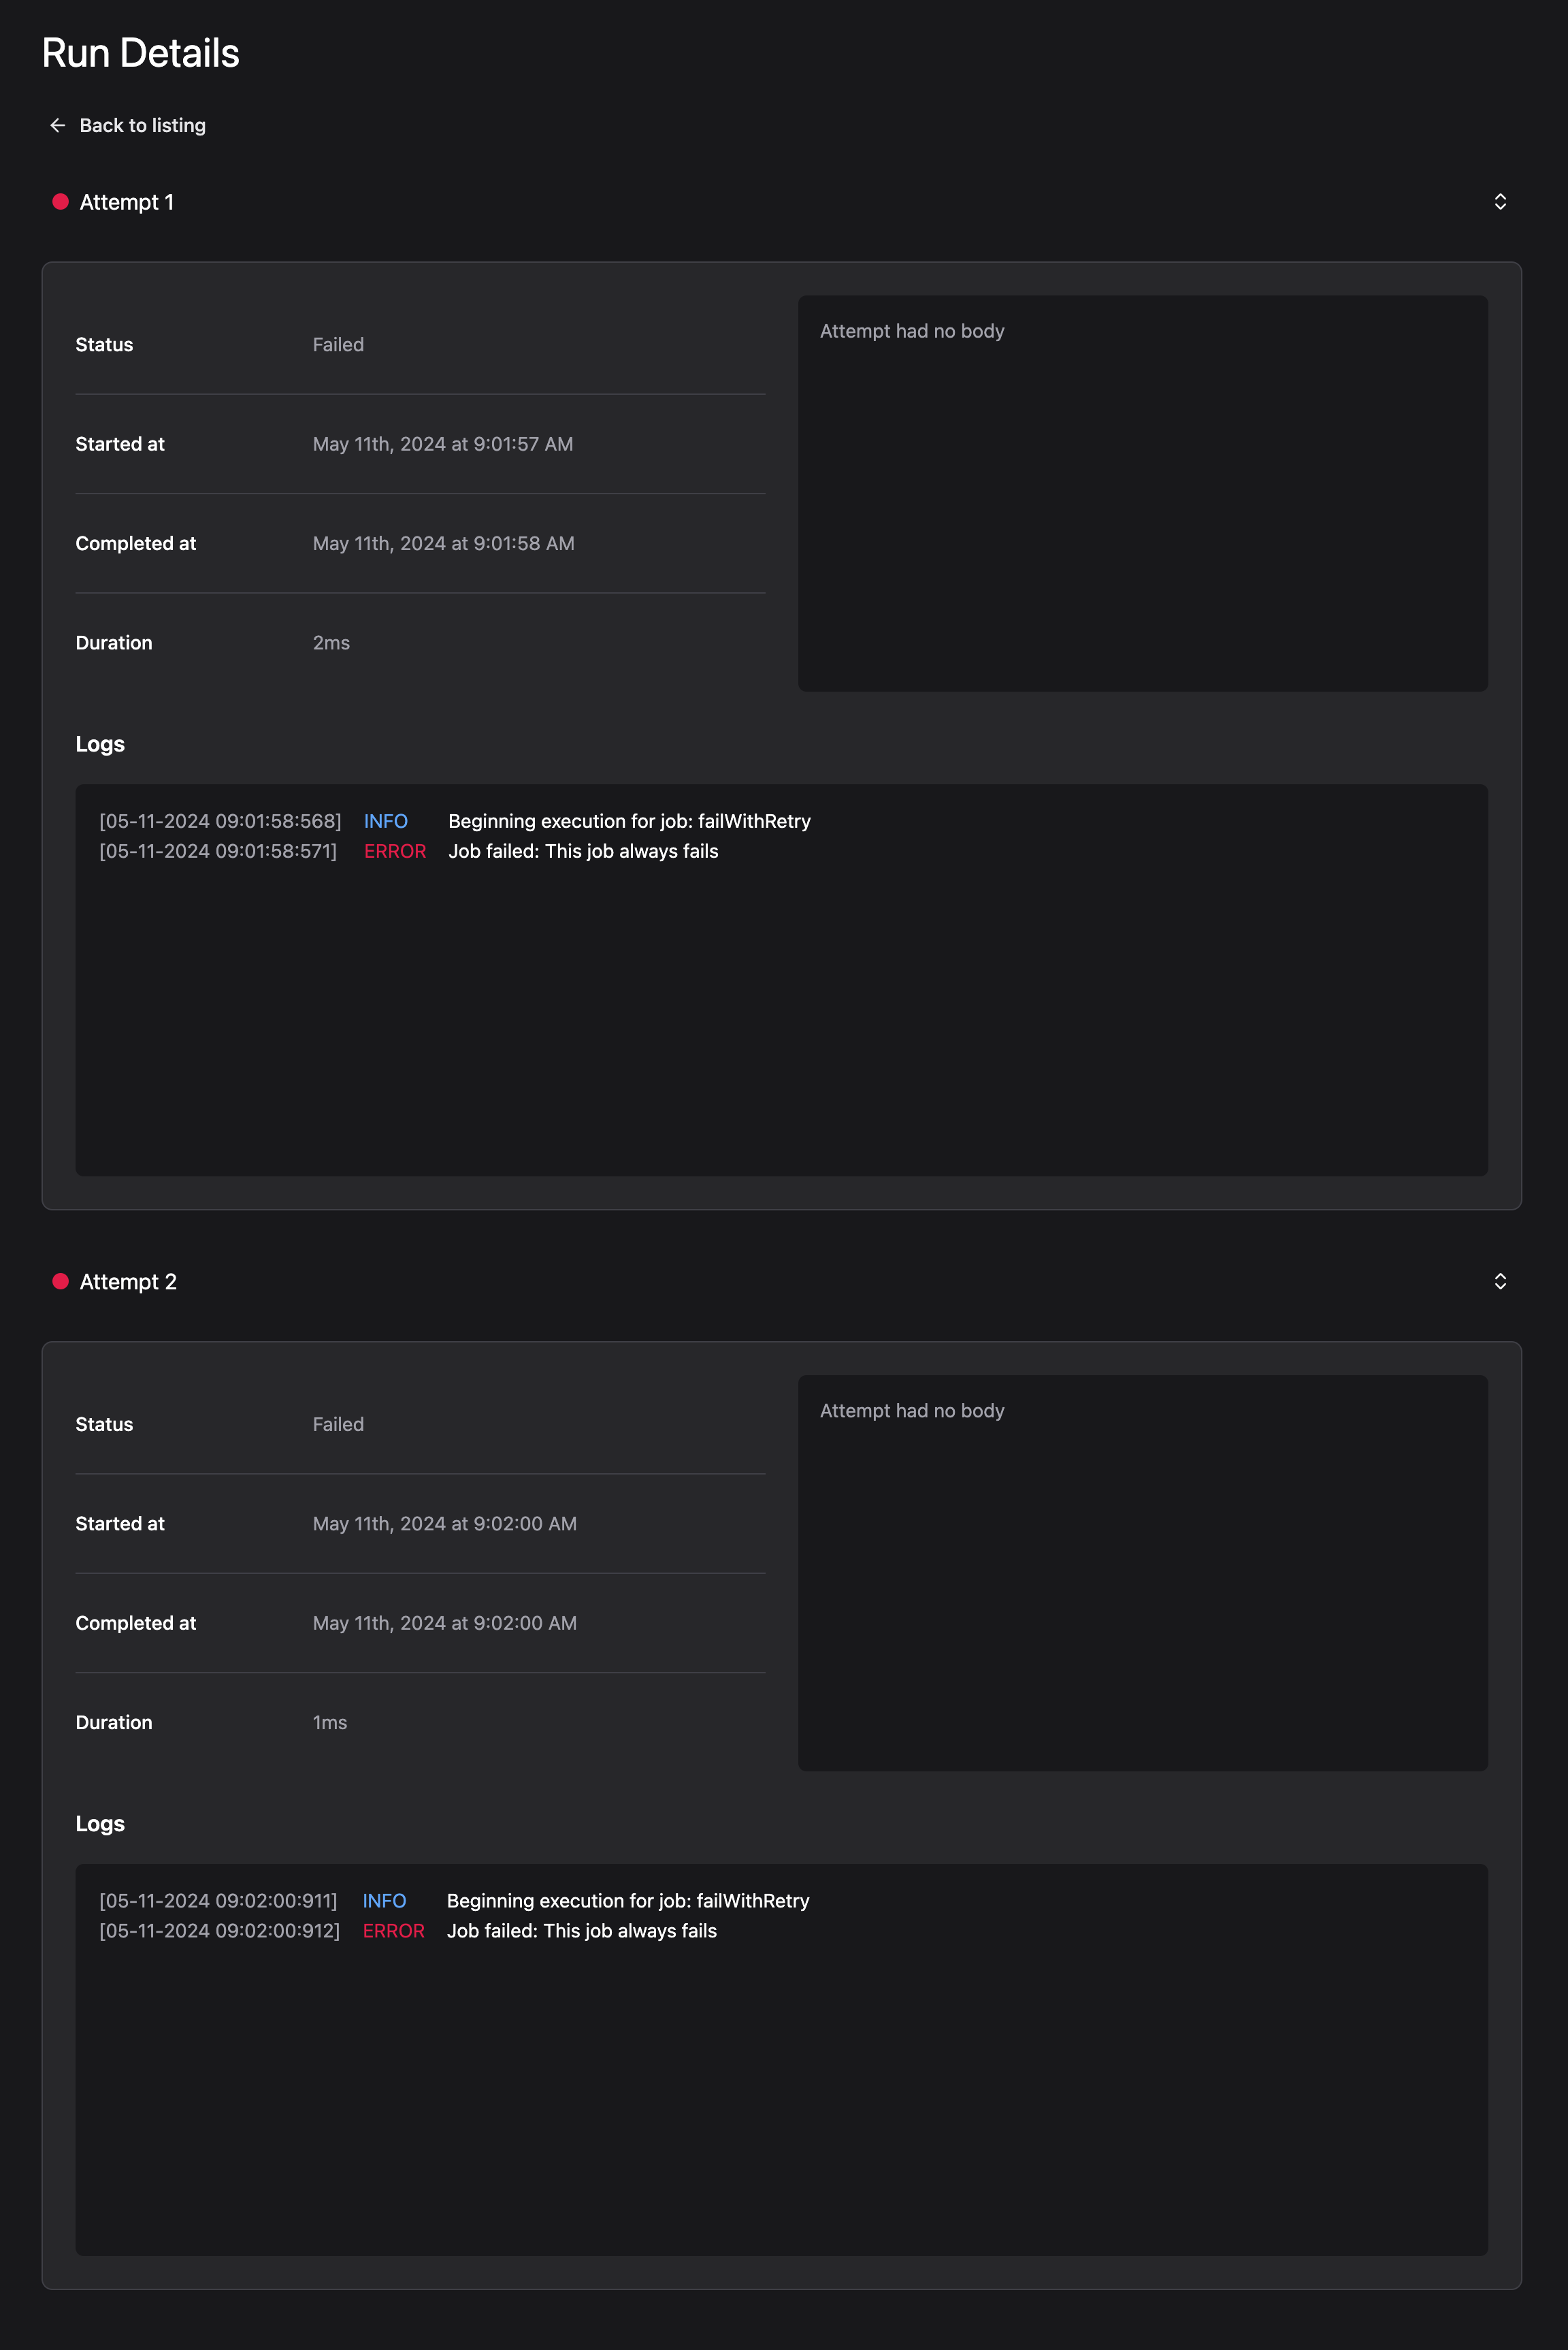 Run Details
Back to listing
Attempt 1
Status Failed
Started at May 11th, 2024 at 9:01:57 AM
Completed at May 11th, 2024 at 9:01:58 AM
Duration 2ms
Attempt had no body
Logs
[05-11-2024 09:01:58:568] INFO Beginning execution for job: failWithRetry
[05-11-2024 09:01:58:571] ERROR Job failed: This job always fails
Attempt 2
Status Failed
Started at May 11th, 2024 at 9:02:00 AM
Completed at May 11th, 2024 at 9:02:00 AM
Duration 1ms
Attempt had no body
Logs
[05-11-2024 09:02:00:911] INFO Beginning execution for job: failWithRetry
[05-11-2024 09:02:00:912] ERROR Job failed: This job always fails